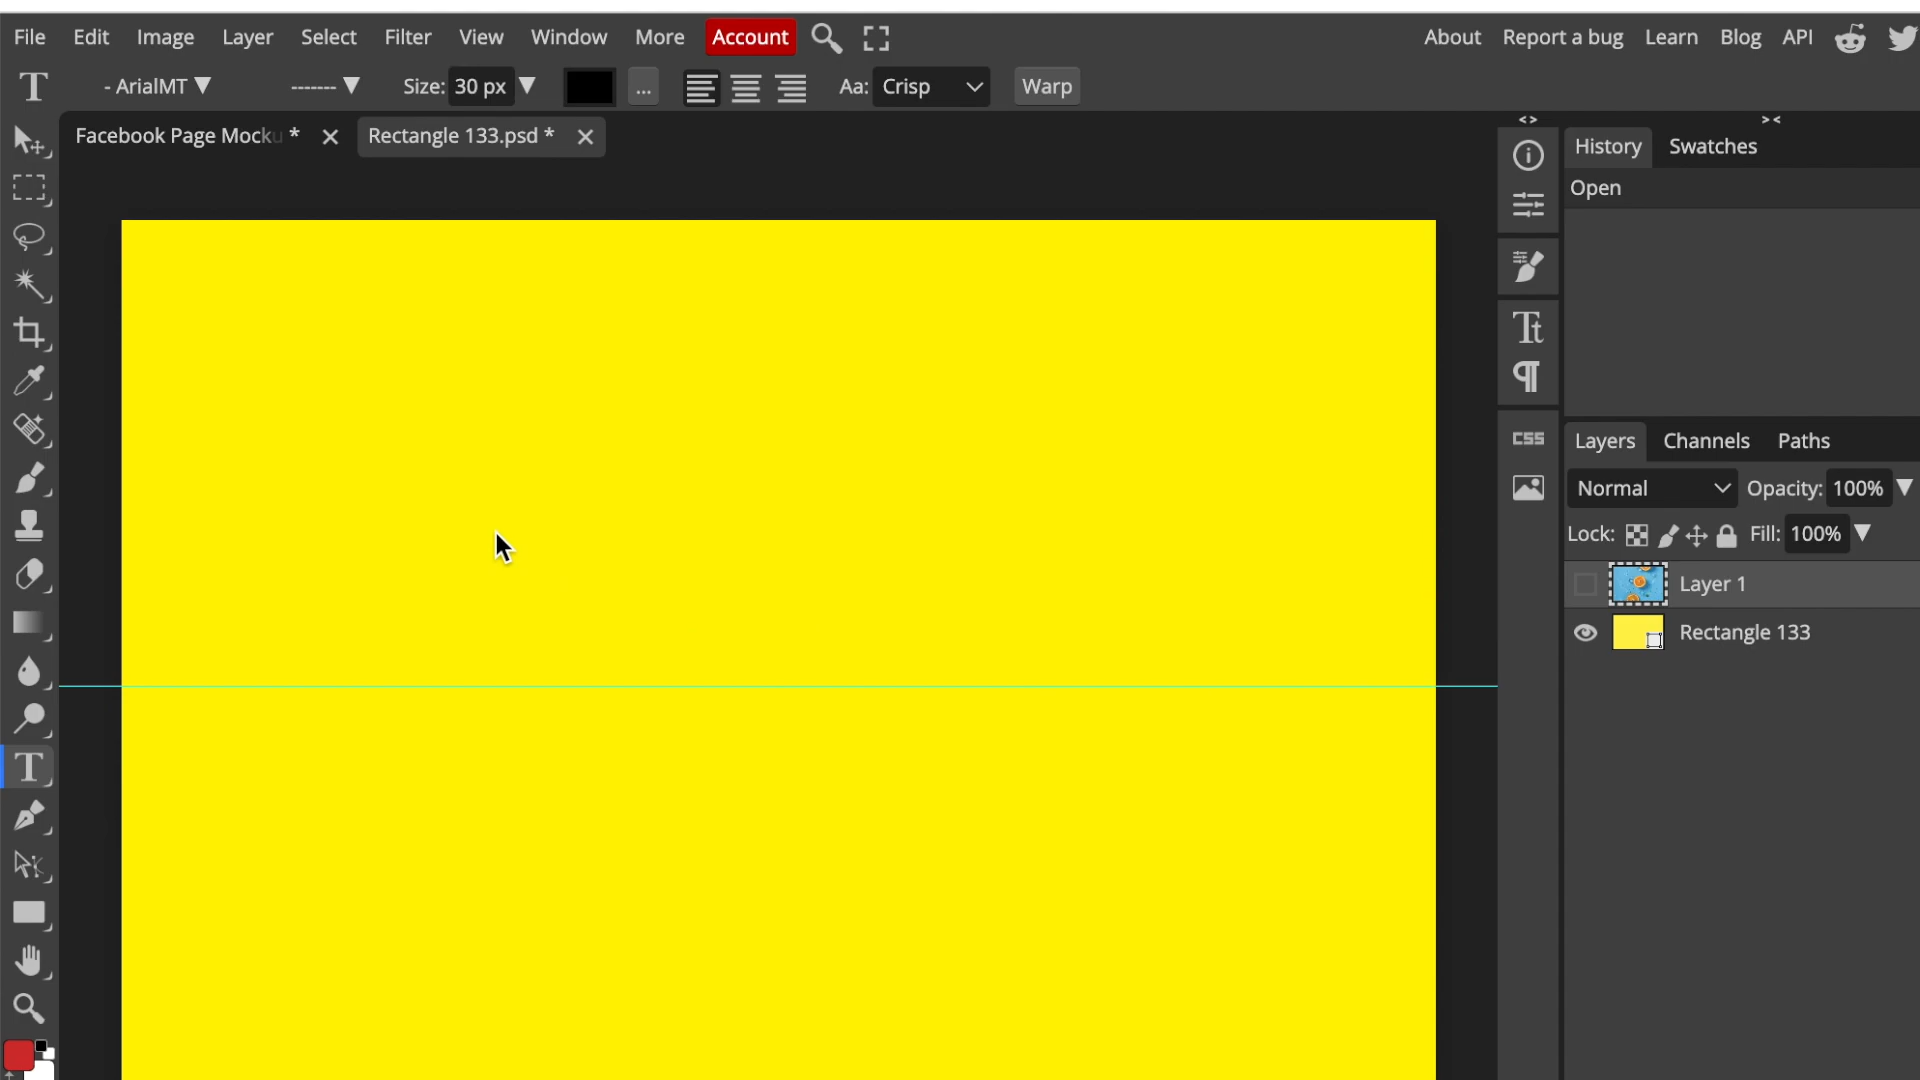 File Edit Image Layer Select Filter View Window More Account About Report a bug Learn Blog API
T - ArialMT ------- Size: 30 px ... Aa: Crisp Warp
Facebook Page Mocku * Rectangle 133.psd *
History Swatches
Open
CSS
Layers Channels Paths
Normal Opacity: 100%
Lock: Fill: 100%
Layer 1
Rectangle 133